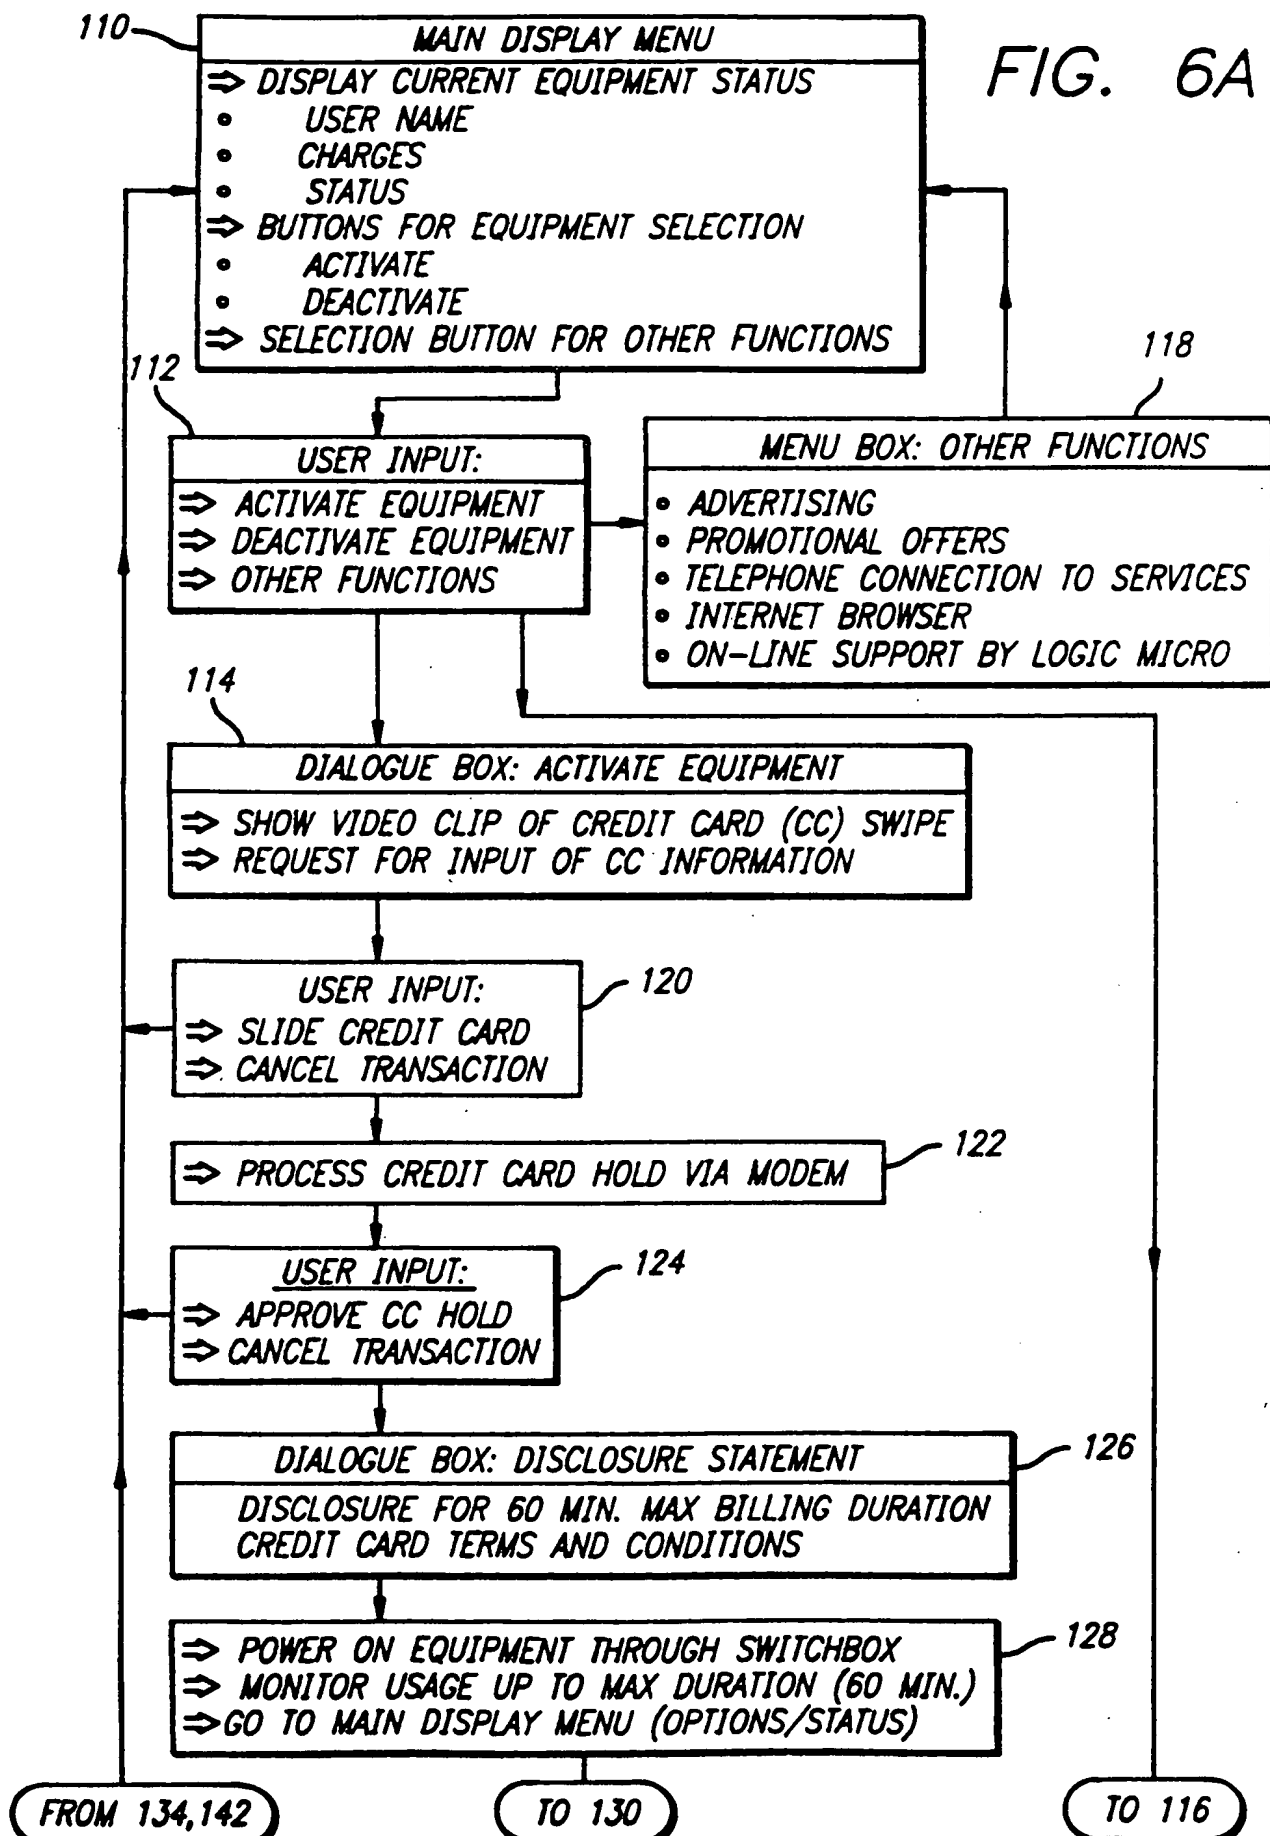 110
MAIN DISPLAY MENU
FIG. 6A
⇒ DISPLAY CURRENT EQUIPMENT STATUS
• USER NAME
• CHARGES
• STATUS
⇒ BUTTONS FOR EQUIPMENT SELECTION
• ACTIVATE
• DEACTIVATE
⇒ SELECTION BUTTON FOR OTHER FUNCTIONS
112
USER INPUT:
⇒ ACTIVATE EQUIPMENT
⇒ DEACTIVATE EQUIPMENT
⇒ OTHER FUNCTIONS
118
MENU BOX: OTHER FUNCTIONS
• ADVERTISING
• PROMOTIONAL OFFERS
• TELEPHONE CONNECTION TO SERVICES
• INTERNET BROWSER
• ON-LINE SUPPORT BY LOGIC MICRO
114
DIALOGUE BOX: ACTIVATE EQUIPMENT
⇒ SHOW VIDEO CLIP OF CREDIT CARD (CC) SWIPE
⇒ REQUEST FOR INPUT OF CC INFORMATION
120
USER INPUT:
⇒ SLIDE CREDIT CARD
⇒ CANCEL TRANSACTION
122
⇒ PROCESS CREDIT CARD HOLD VIA MODEM
124
USER INPUT:
⇒ APPROVE CC HOLD
⇒ CANCEL TRANSACTION
126
DIALOGUE BOX: DISCLOSURE STATEMENT
DISCLOSURE FOR 60 MIN. MAX BILLING DURATION
CREDIT CARD TERMS AND CONDITIONS
128
⇒ POWER ON EQUIPMENT THROUGH SWITCHBOX
⇒ MONITOR USAGE UP TO MAX DURATION (60 MIN.)
⇒ GO TO MAIN DISPLAY MENU (OPTIONS/STATUS)
FROM 134,142
TO 130
TO 116